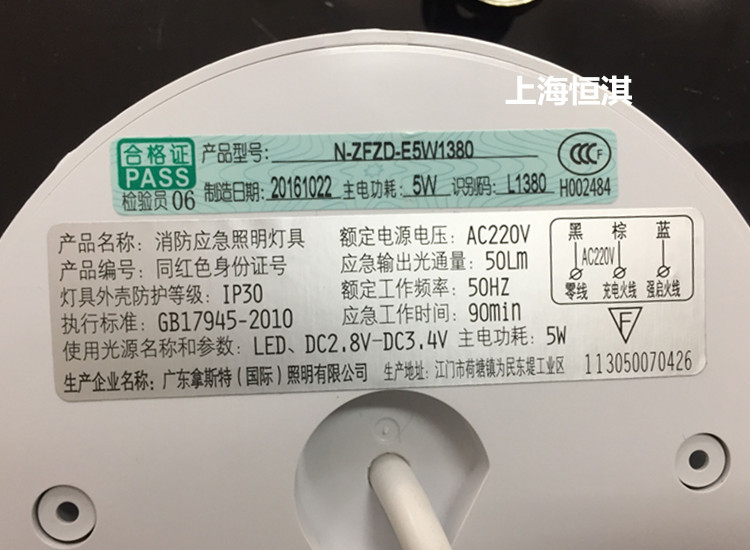 上海恒淇
合格证
PASS
检验员 06
产品型号: N-ZFZD-E5W1380
制造日期: 20161022 主电功耗: 5W 识别码: L1380
CCC F
H002484
产品名称: 消防应急照明灯具 额定电源电压: AC220V
产品编号: 同红色身份证号 应急输出光通量: 50Lm
灯具外壳防护等级: IP30 额定工作频率: 50HZ
执行标准: GB17945-2010 应急工作时间: 90min
使用光源名称和参数: LED、DC2.8V-DC3.4V 主电功耗: 5W
生产企业名称: 广东拿斯特(国际)照明有限公司 生产地址: 江门市荷塘镇为民东堤工业区
黑 棕 蓝
AC220V
零线 充电火线 强启火线
F
113050070426